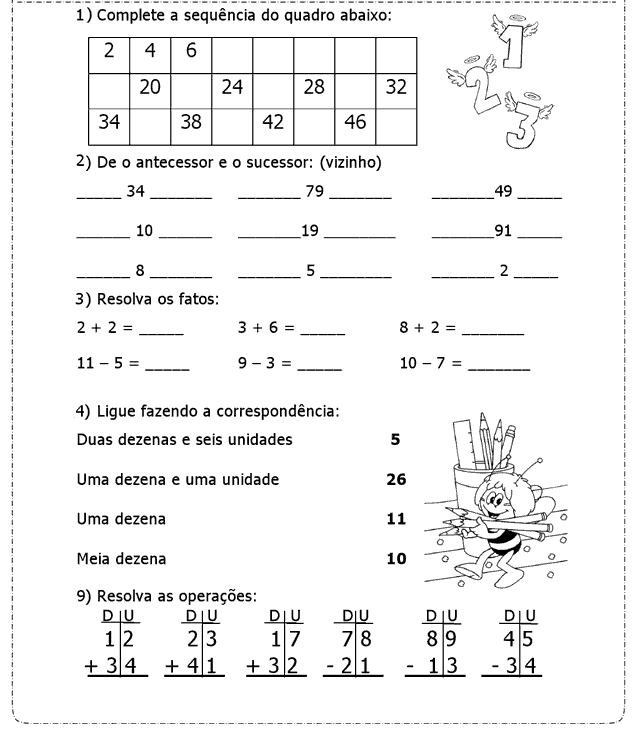 1) Complete a sequência do quadro abaixo:
2 4 6
20 24 28 32
34 38 42 46
1
2
3
2) De o antecessor e o sucessor: (vizinho)
_____ 34 _______ _______ 79 _______ _______49 _____
______ 10 ______ _______19 ________ _______91 _____
______ 8 _______ _______ 5 ________ _______ 2 _____
3) Resolva os fatos:
2 + 2 = _____ 3 + 6 = _____ 8 + 2 = _______
11 – 5 = _____ 9 – 3 = _____ 10 – 7 = _______
4) Ligue fazendo a correspondência:
Duas dezenas e seis unidades 5
Uma dezena e uma unidade 26
Uma dezena 11
Meia dezena 10
9) Resolva as operações:
D U D U D U D U D U D U
1 2 2 3 1 7 7 8 8 9 4 5
+ 3 4 + 4 1 + 3 2 - 2 1 - 1 3 - 3 4